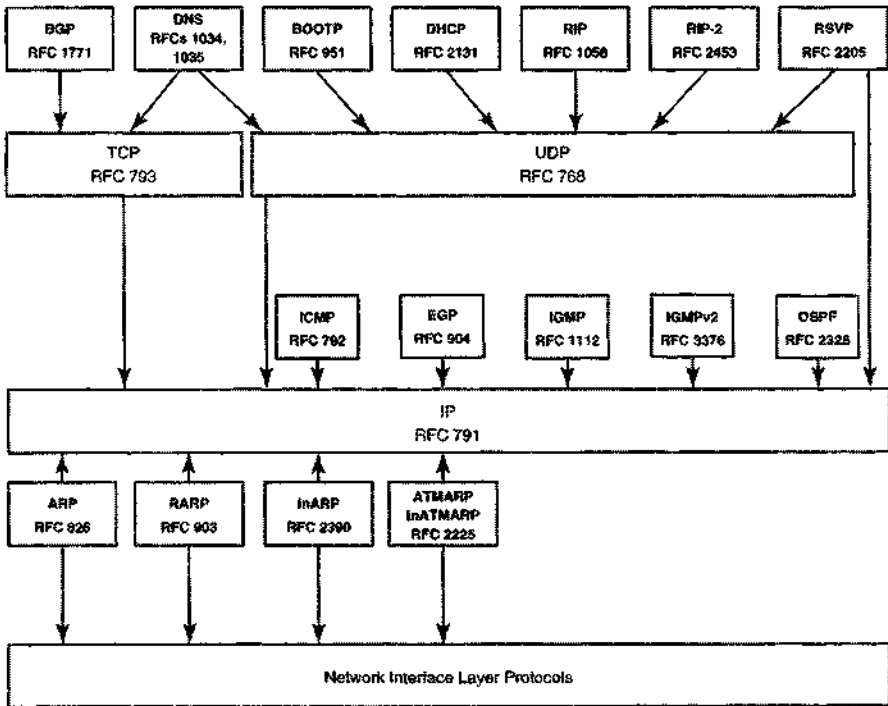 BGP
RFC 1771
DNS
RFCs 1034,
1035
BOOTP
RFC 951
DHCP
RFC 2131
RIP
RFC 1058
RIP-2
RFC 2453
RSVP
RFC 2205
TCP
RFC 793
UDP
RFC 768
ICMP
RFC 792
EGP
RFC 904
IGMP
RFC 1112
IGMPv2
RFC 3376
OSPF
RFC 2328
IP
RFC 791
ARP
RFC 826
RARP
RFC 903
InARP
RFC 2390
ATMARP
InATMARP
RFC 2225
Network Interface Layer Protocols